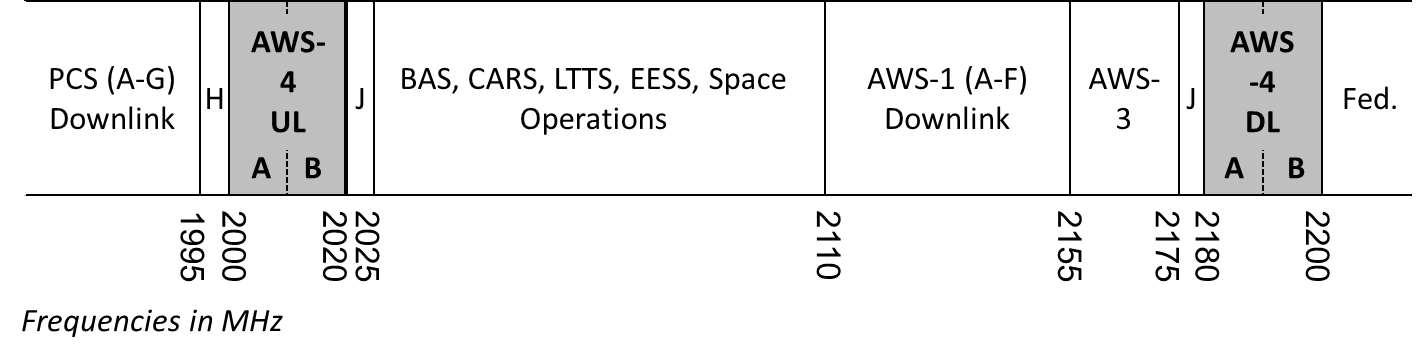 PCS (A-G)
Downlink
H
AWS-
4
UL
A B
J
BAS, CARS, LTTS, EESS, Space
Operations
AWS-1 (A-F)
Downlink
AWS-
3
J
AWS
-4
DL
A B
Fed.
1995
2000
2020
2025
2110
2155
2175
2180
2200
Frequencies in MHz